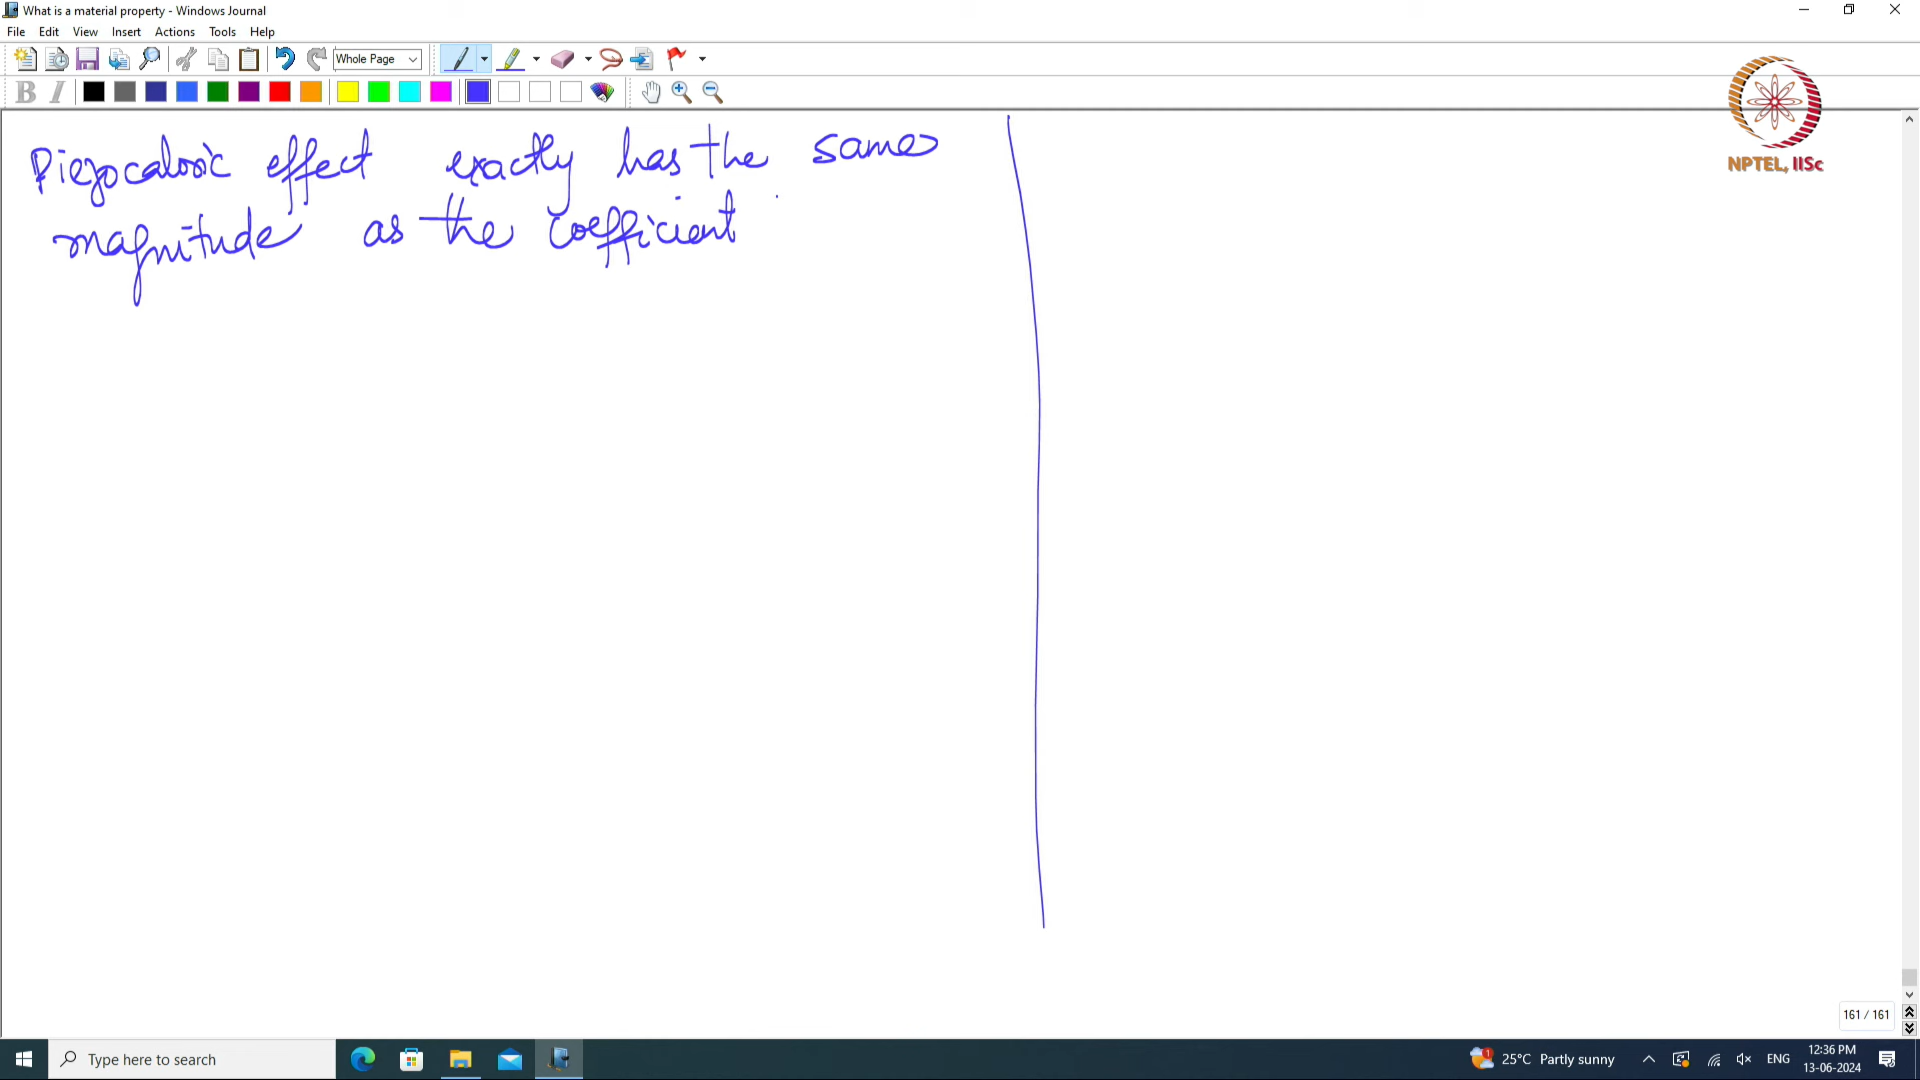 What is a material property - Windows Journal
File Edit View Insert Actions Tools Help
Whole Page
B I
NPTEL, IISc
Piezocaloric effect exactly has the same
magnitude as the coefficient
161 / 161
Type here to search
1
25°C Partly sunny
ENG
12:36 PM
13-06-2024